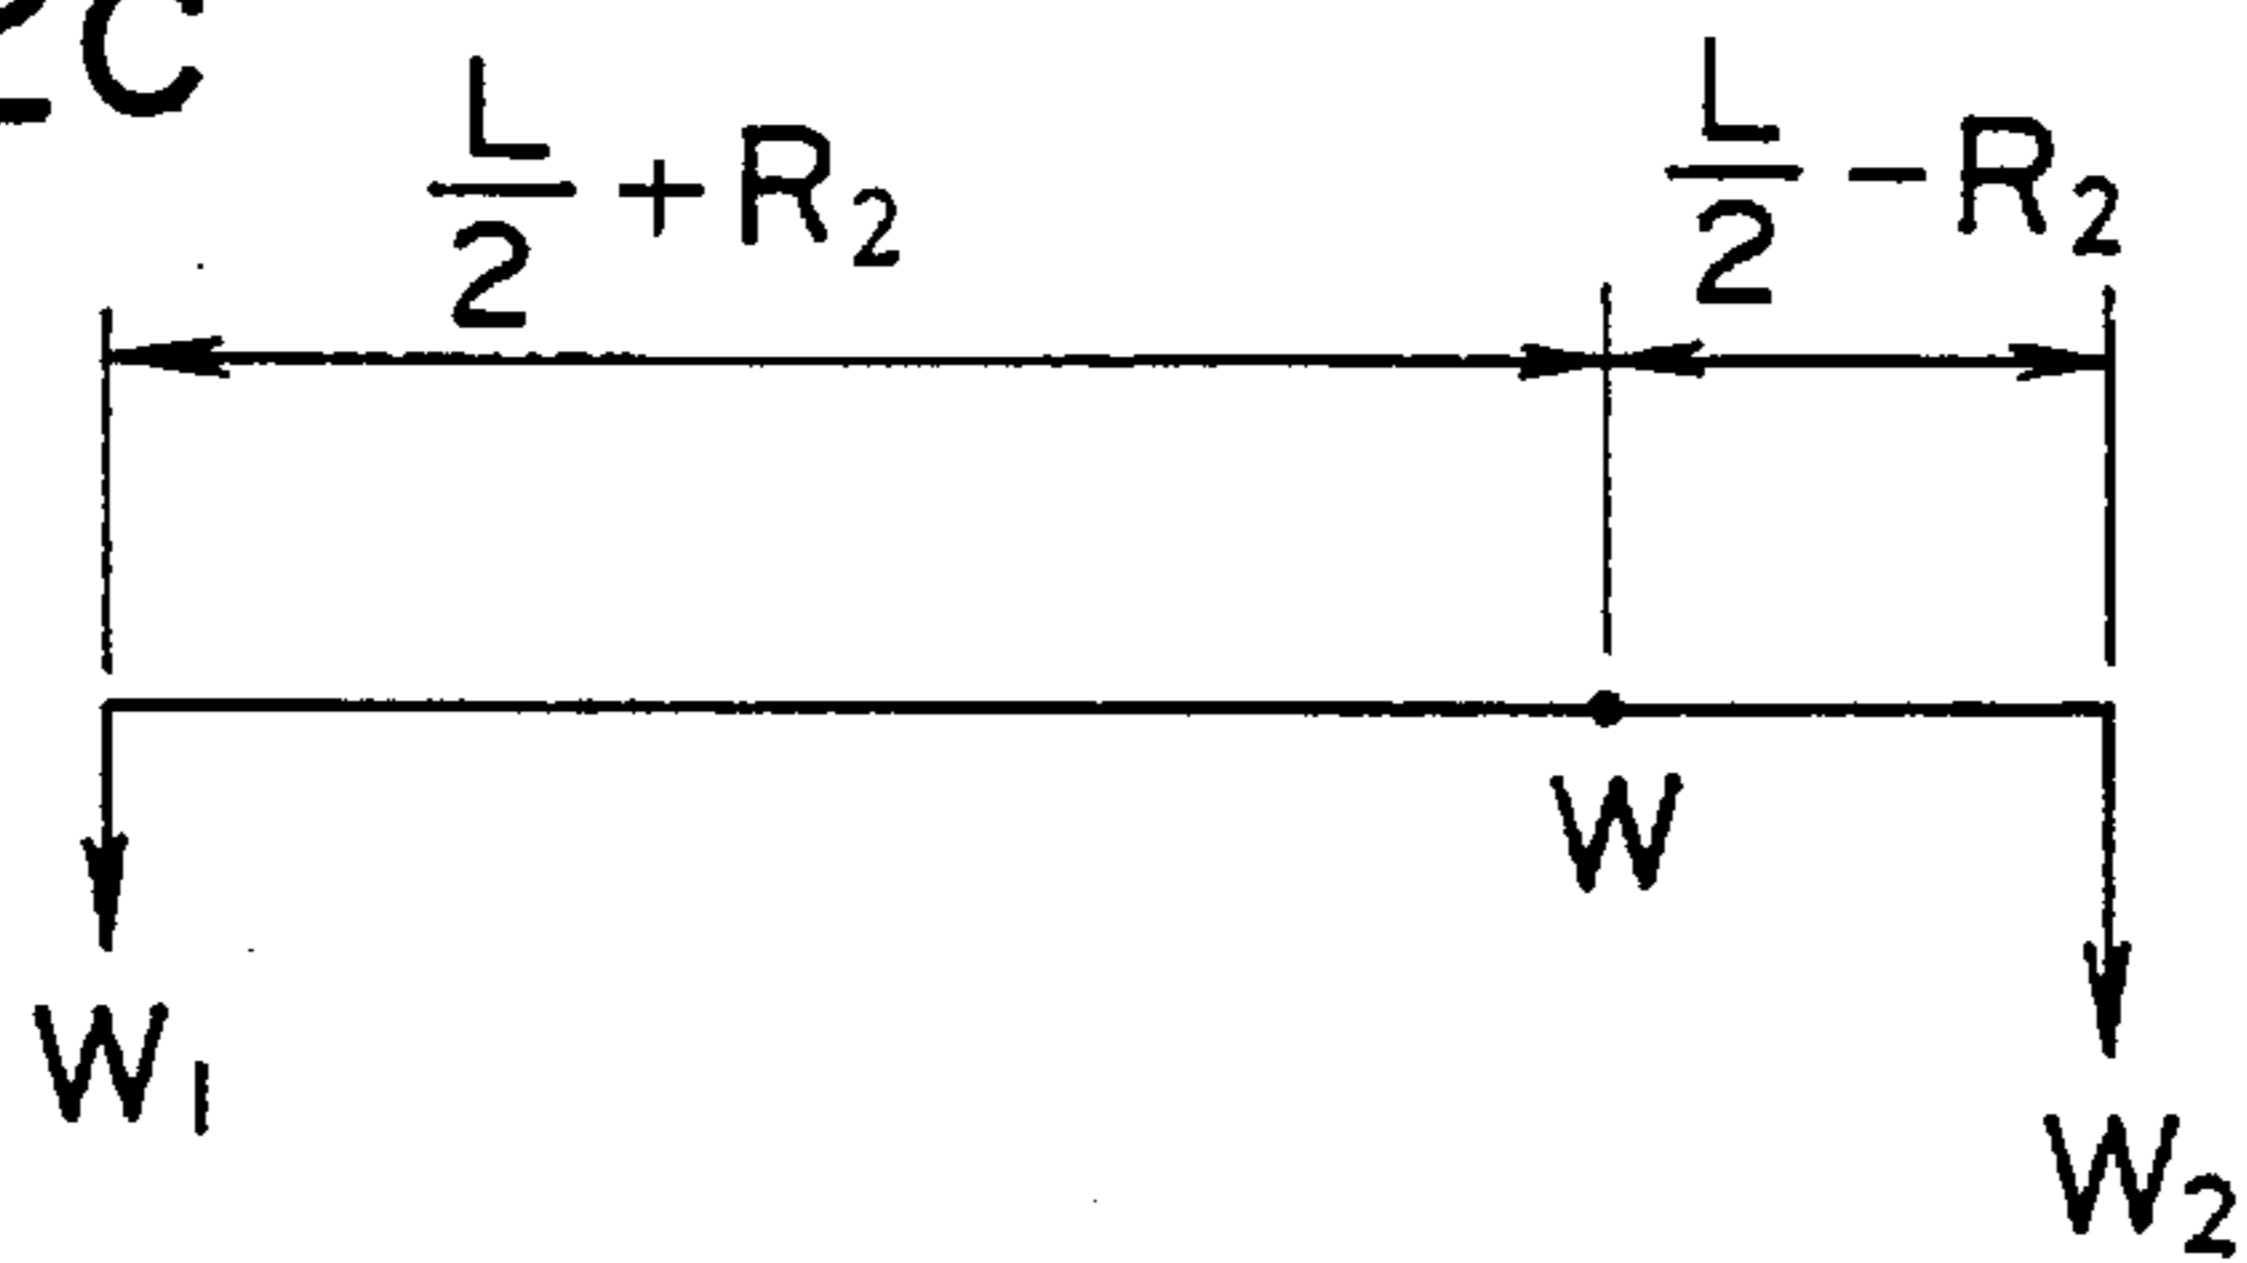 2C
L/2 + R₂
L/2 − R₂
W
W₁
W₂